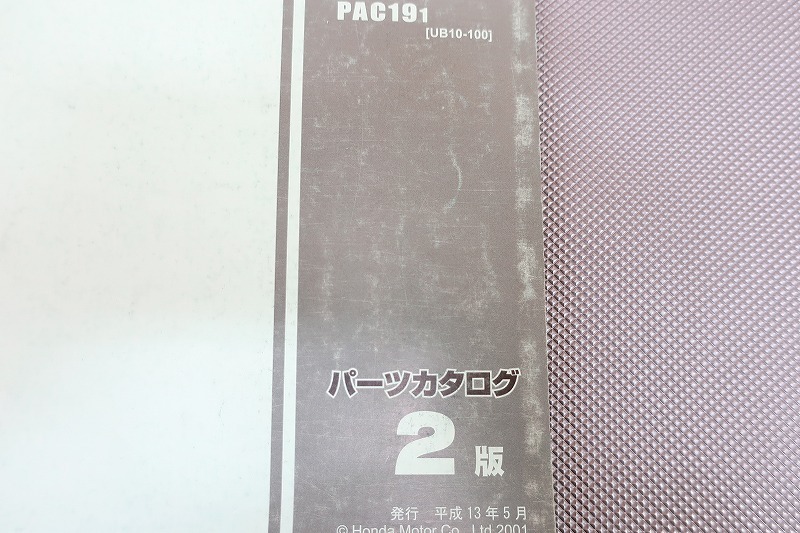 PAC191
[UB10-100]
パーツカタログ
2版
発行 平成13年5月
© Honda Motor Co., Ltd 2001